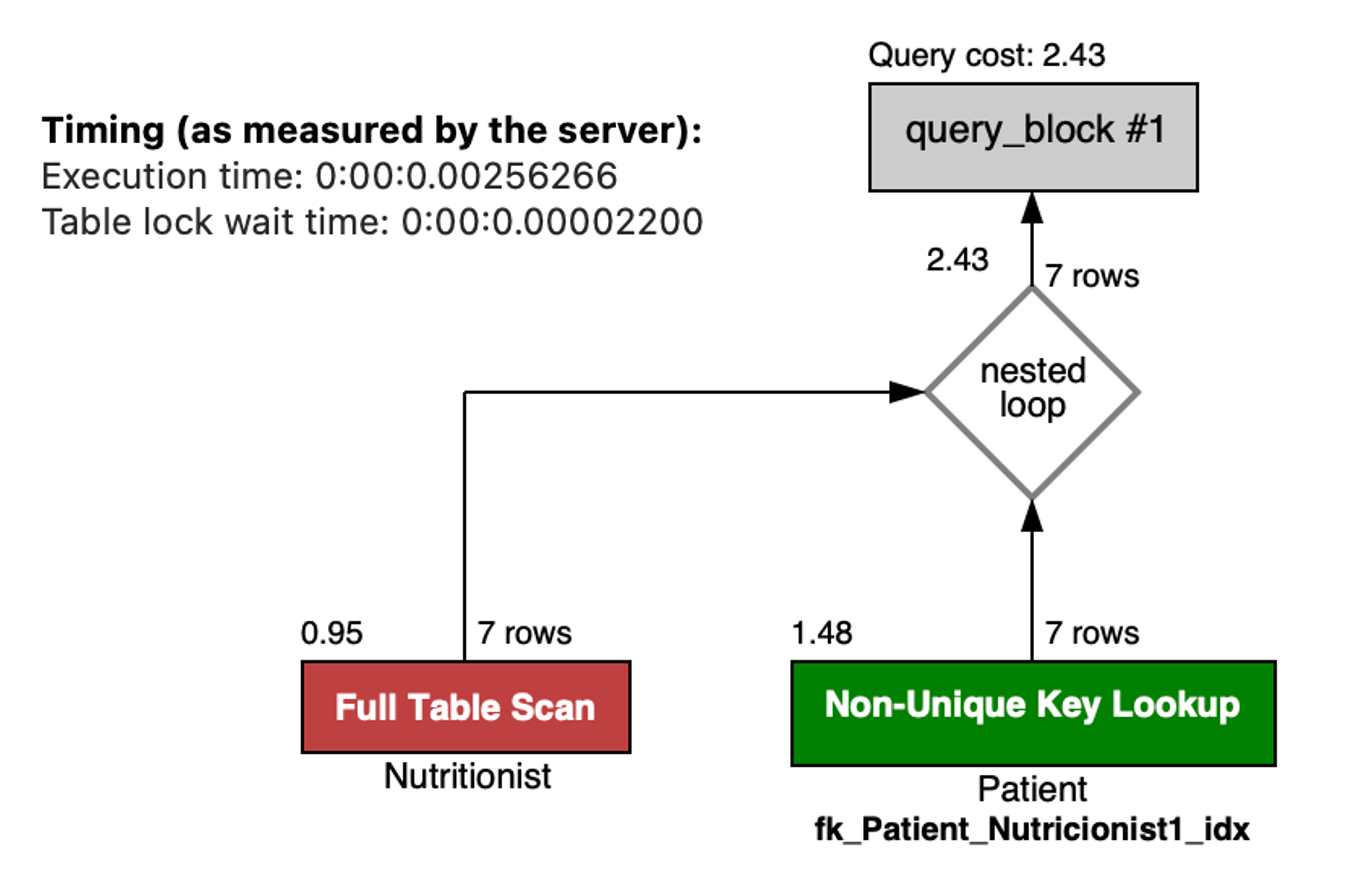 Query cost: 2.43
query_block #1
Timing (as measured by the server):
Execution time: 0:00:0.00256266
Table lock wait time: 0:00:0.00002200
2.43
7 rows
nested
loop
0.95
7 rows
1.48
7 rows
Full Table Scan
Non-Unique Key Lookup
Nutritionist
Patient
fk_Patient_Nutricionist1_idx